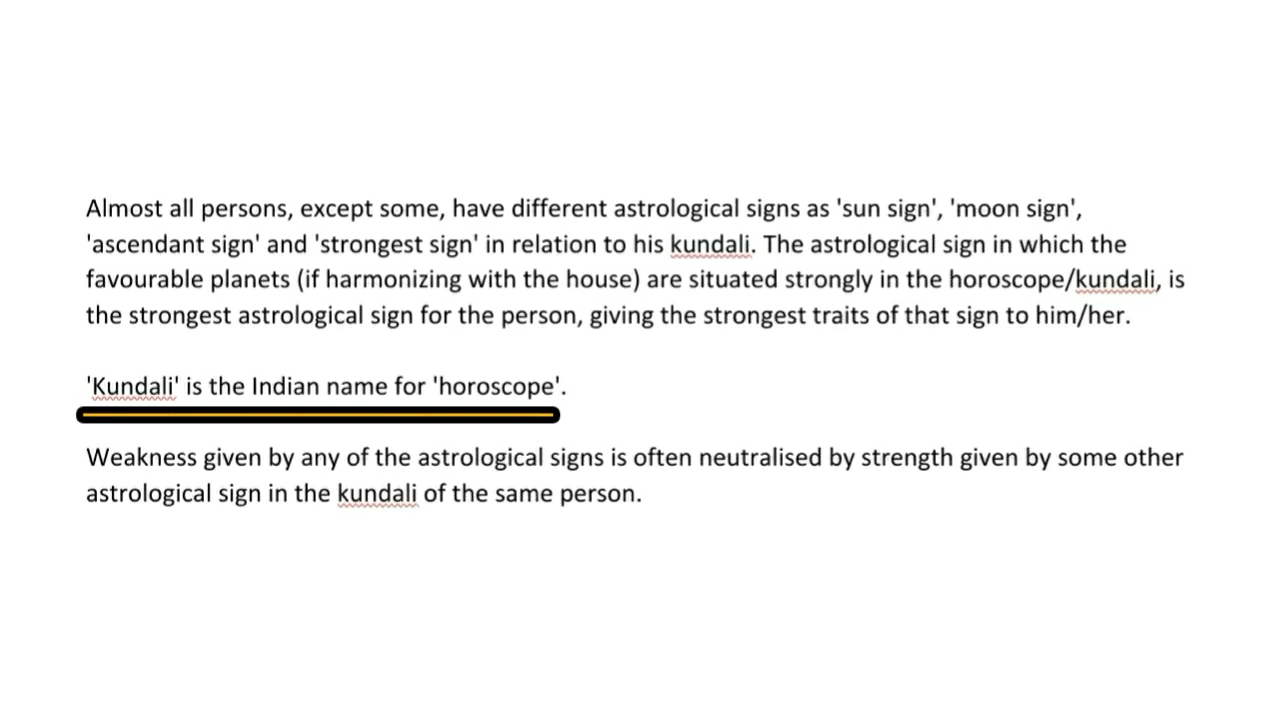 Almost all persons, except some, have different astrological signs as 'sun sign', 'moon sign',
'ascendant sign' and 'strongest sign' in relation to his kundali. The astrological sign in which the
favourable planets (if harmonizing with the house) are situated strongly in the horoscope/kundali, is
the strongest astrological sign for the person, giving the strongest traits of that sign to him/her.
'Kundali' is the Indian name for 'horoscope'.
Weakness given by any of the astrological signs is often neutralised by strength given by some other
astrological sign in the kundali of the same person.